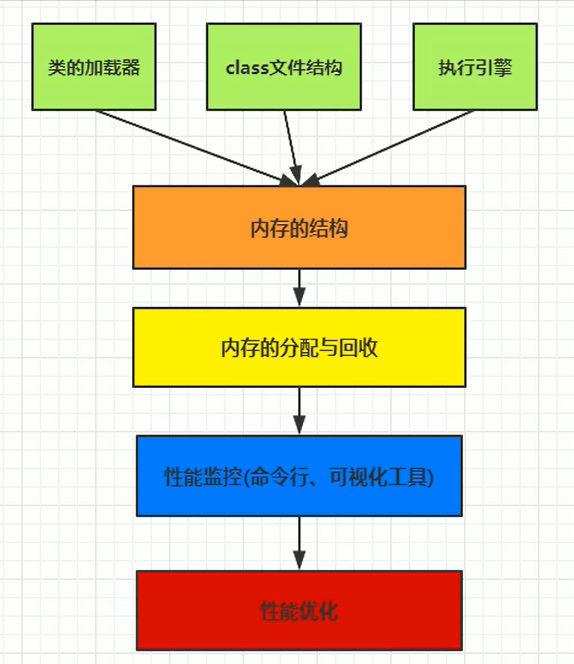 类的加载器
class文件结构
执行引擎
内存的结构
内存的分配与回收
性能监控(命令行、可视化工具)
性能优化